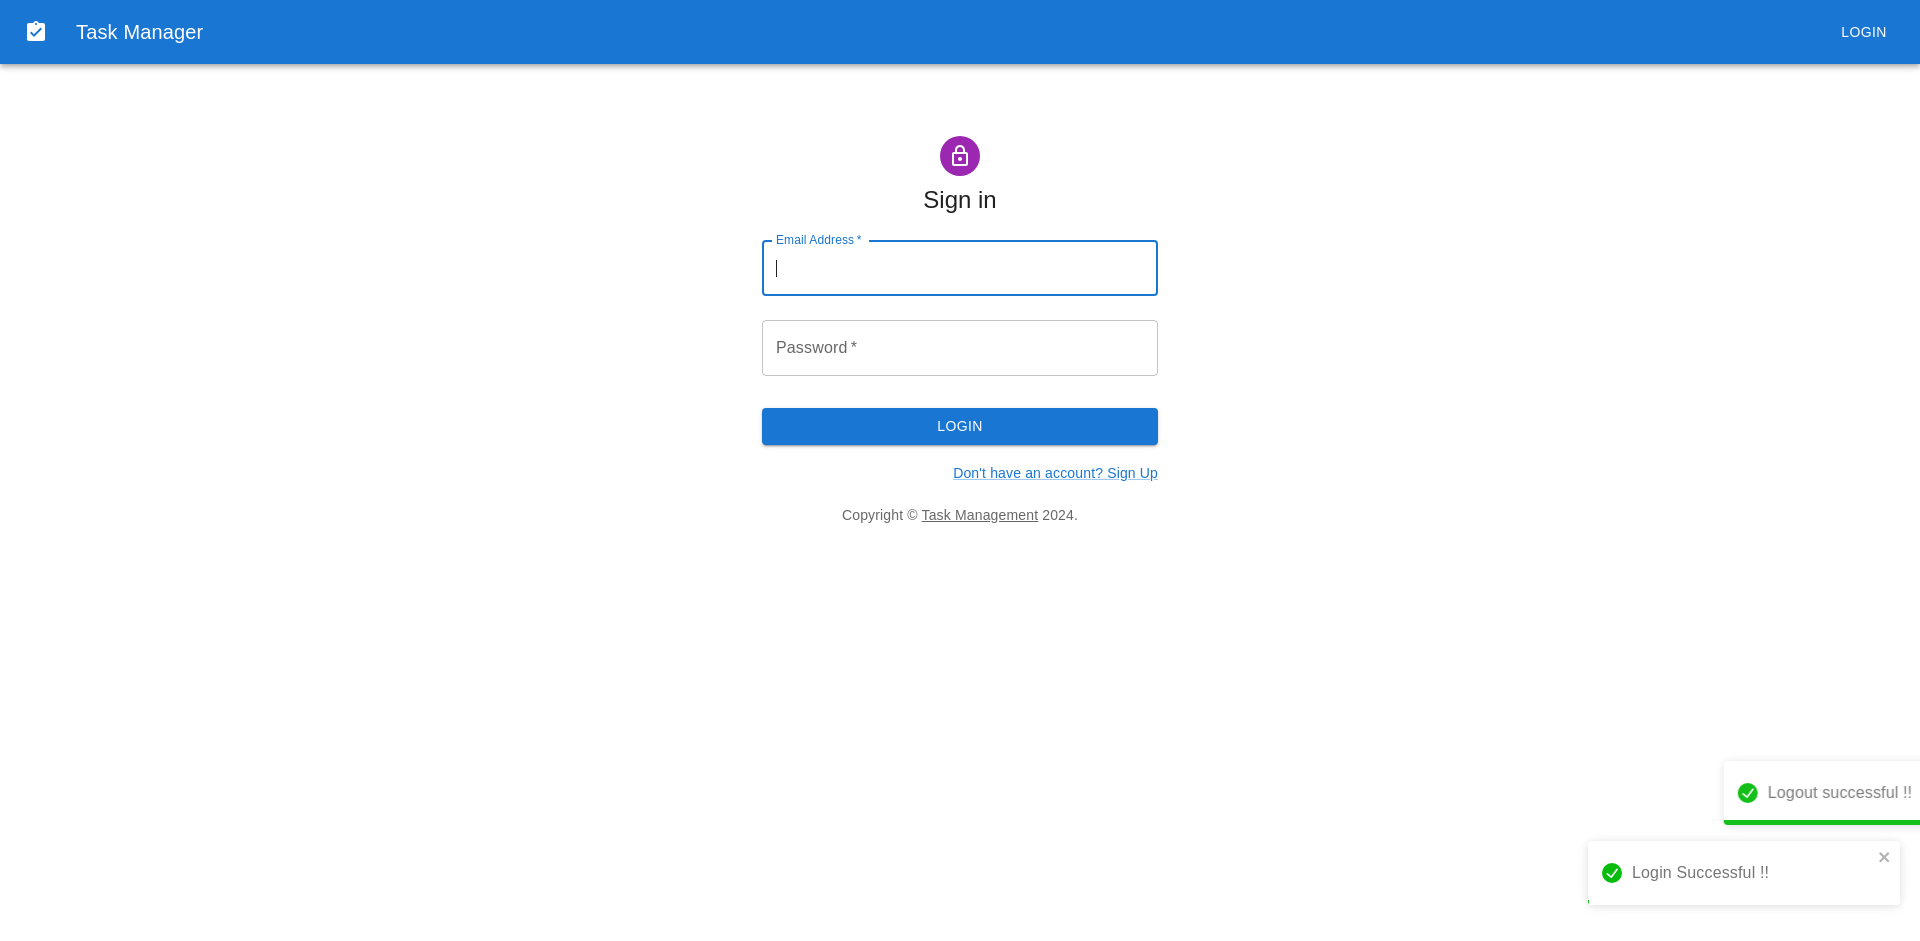 Task Manager
LOGIN
Sign in
Email Address *
Password *
LOGIN
Don't have an account? Sign Up
Copyright © Task Management 2024.
Logout successful !!
Login Successful !!